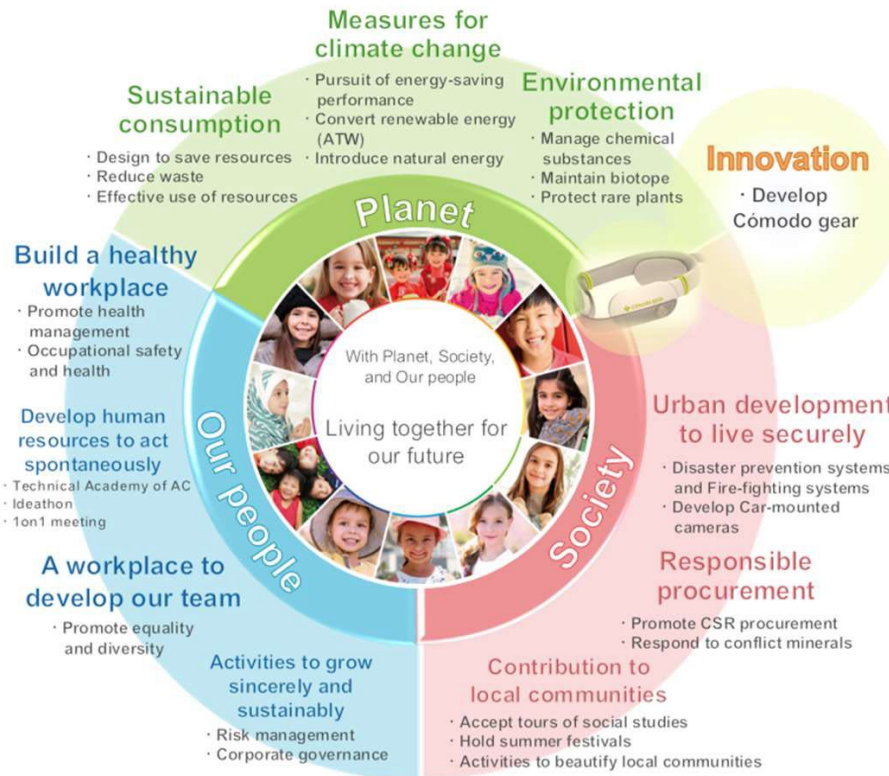 Measures for
climate change
· Pursuit of energy-saving
performance
· Convert renewable energy
(ATW)
· Introduce natural energy
Sustainable
consumption
· Design to save resources
· Reduce waste
· Effective use of resources
Environmental
protection
· Manage chemical
substances
· Maintain biotope
· Protect rare plants
Innovation
· Develop
Cómodo gear
Planet
Build a healthy
workplace
· Promote health
management
· Occupational safety
and health
Develop human
resources to act
spontaneously
· Technical Academy of AC
· Ideathon
· 1on1 meeting
A workplace to
develop our team
· Promote equality
and diversity
Activities to grow
sincerely and
sustainably
· Risk management
· Corporate governance
Our people
With Planet, Society,
and Our people
Living together for
our future
Society
Urban development
to live securely
· Disaster prevention systems
and Fire-fighting systems
· Develop Car-mounted
cameras
Responsible
procurement
· Promote CSR procurement
· Respond to conflict minerals
Contribution to
local communities
· Accept tours of social studies
· Hold summer festivals
· Activities to beautify local communities